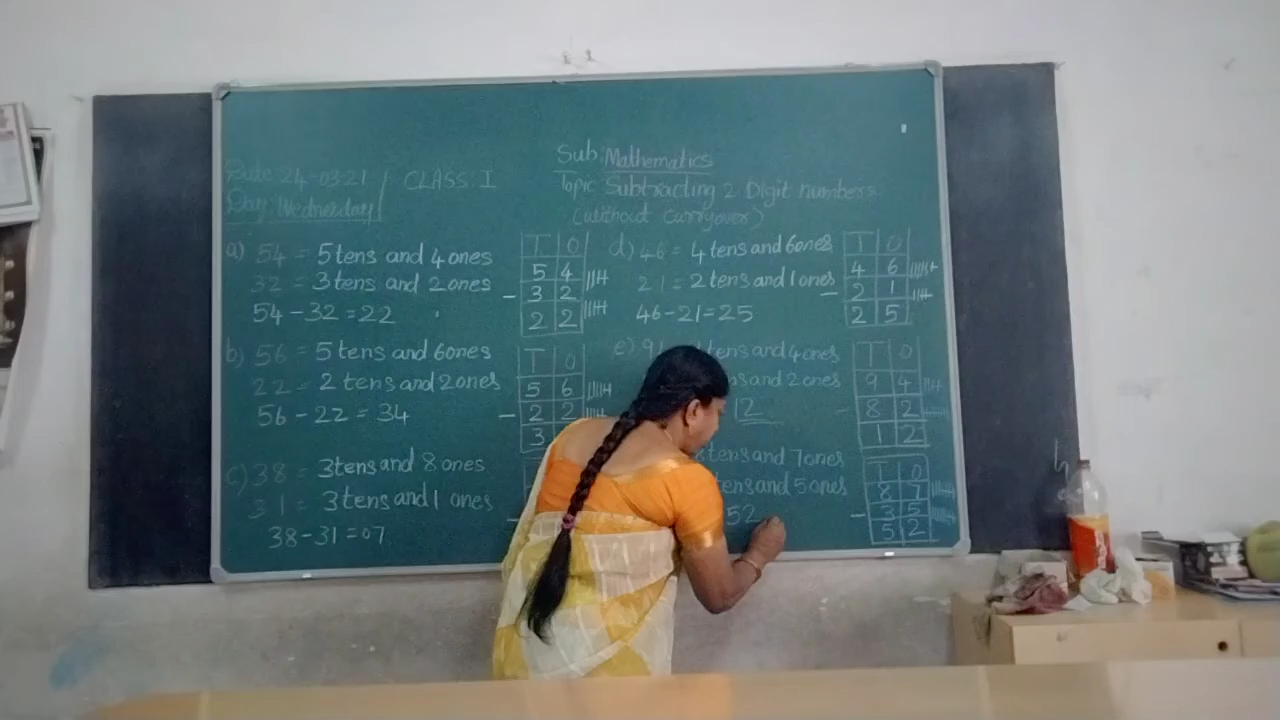 Date 24-03-21
Day: Wednesday
CLASS: I
Sub: Mathematics
Topic Subtracting 2 Digit numbers
(without carryover)
a) 54 = 5 tens and 4 ones
32 = 3 tens and 2 ones
54 - 32 = 22
T O
5 4
- 3 2
2 2
b) 56 = 5 tens and 6 ones
22 = 2 tens and 2 ones
56 - 22 = 34
T O
5 6
- 2 2
3
c) 38 = 3 tens and 8 ones
31 = 3 tens and 1 ones
38 - 31 = 07
d) 46 = 4 tens and 6 ones
21 = 2 tens and 1 ones
46 - 21 = 25
T O
4 6
- 2 1
2 5
e) 9 tens and 4 ones
and 2 ones
12
T O
9 4
- 8 2
1 2
tens and 7 ones
tens and 5 ones
52
T O
8 7
- 3 5
5 2